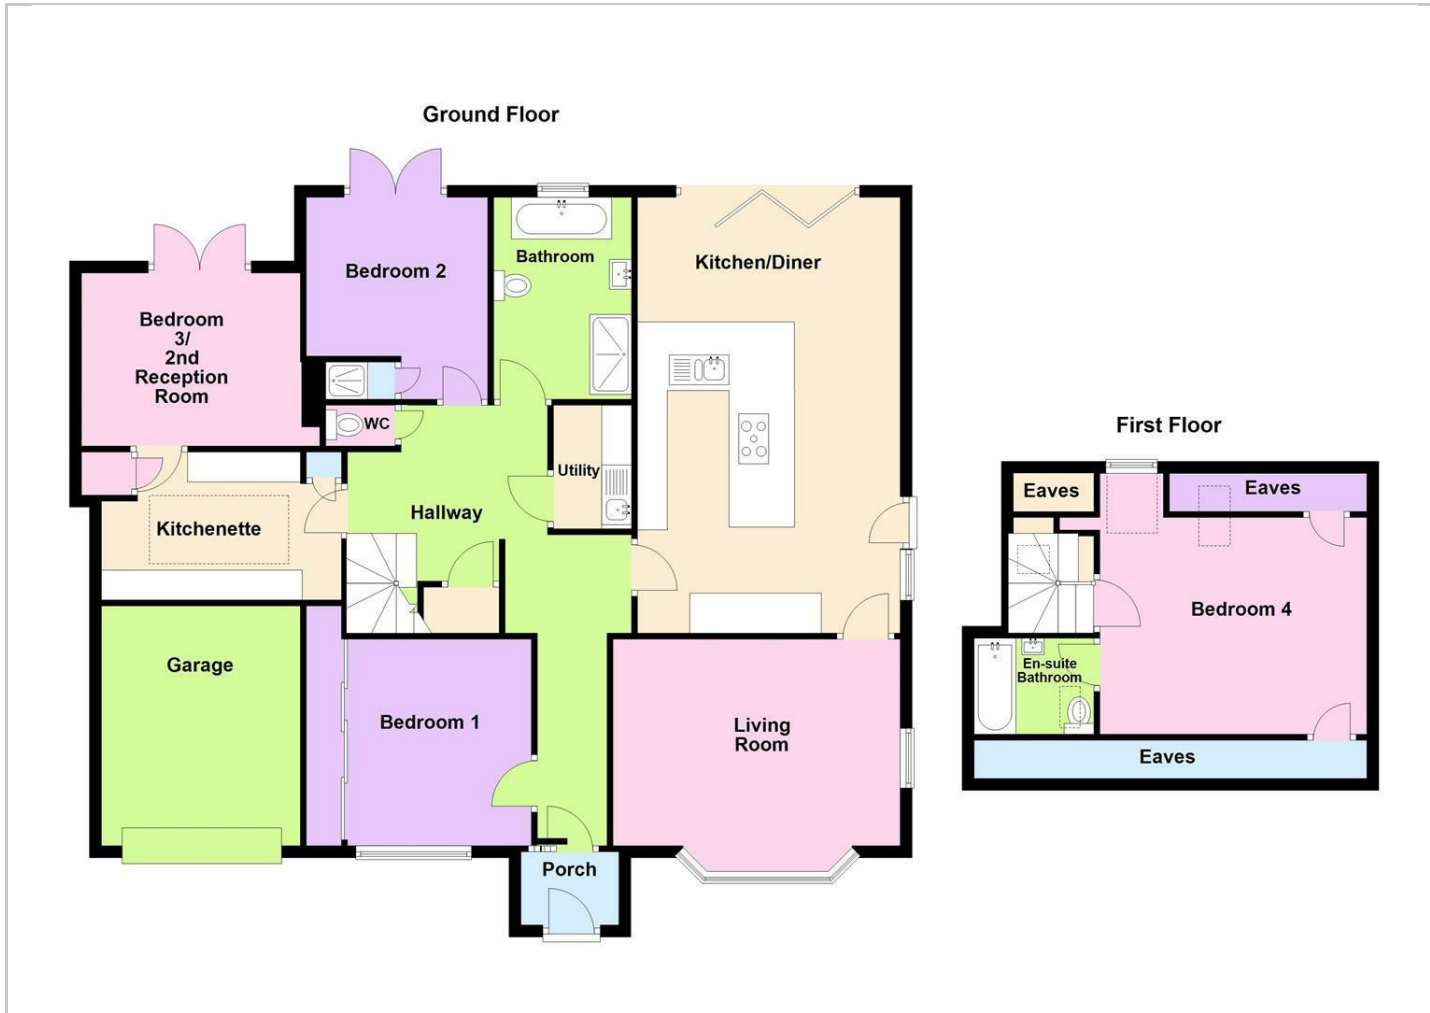 Ground Floor
Bedroom 2
Bathroom
Kitchen/Diner
Bedroom
3/
2nd
Reception
Room
WC
Utility
Hallway
Kitchenette
Garage
Bedroom 1
Living
Room
Porch
First Floor
Eaves
Eaves
Bedroom 4
En-suite
Bathroom
Eaves